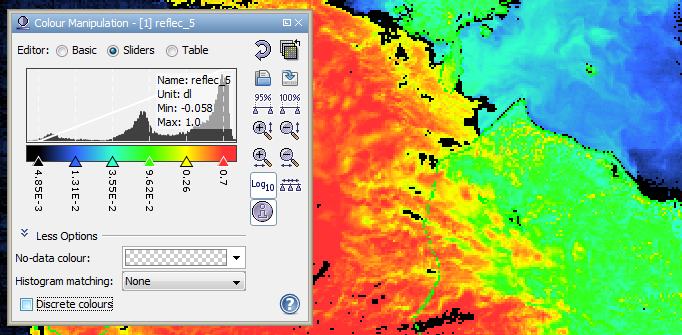 Colour Manipulation - [1] reflec_5
Editor: Basic Sliders Table
Name: reflec_5
Unit: dl
Min: -0.058
Max: 1.0
95% 100%
4.85E-3 1.31E-2 3.55E-2 9.62E-2 0.26 0.7
Log10
Less Options
No-data colour:
Histogram matching: None
Discrete colours